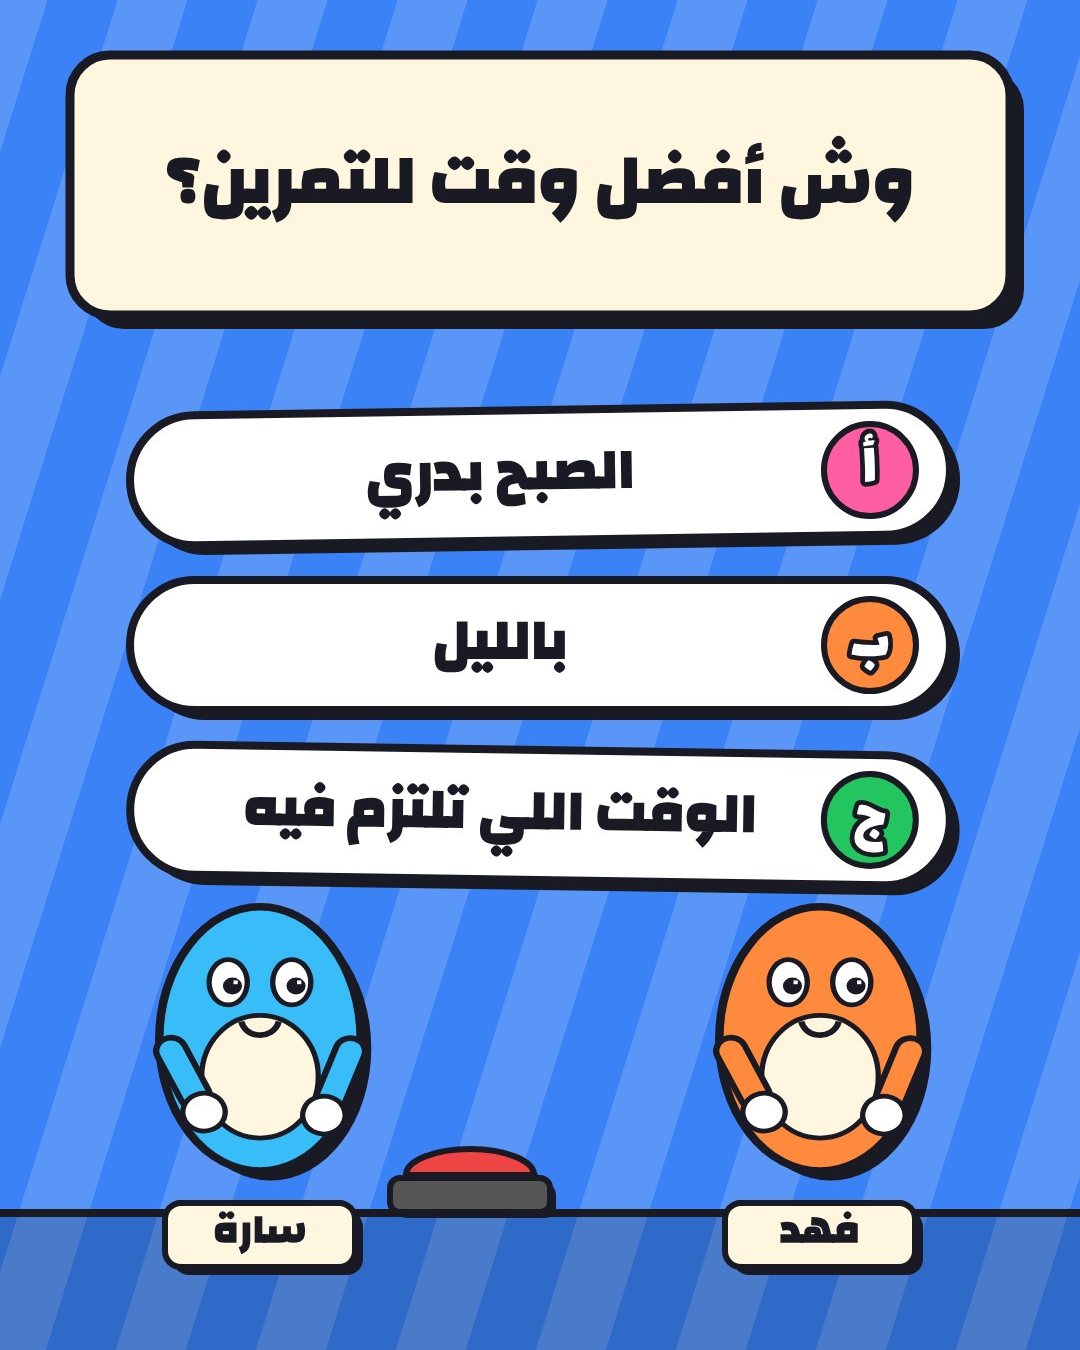 وش أفضل وقت للتمرين؟
أ
الصبح بدري
ب
بالليل
ج
الوقت اللي تلتزم فيه
فهد
سارة